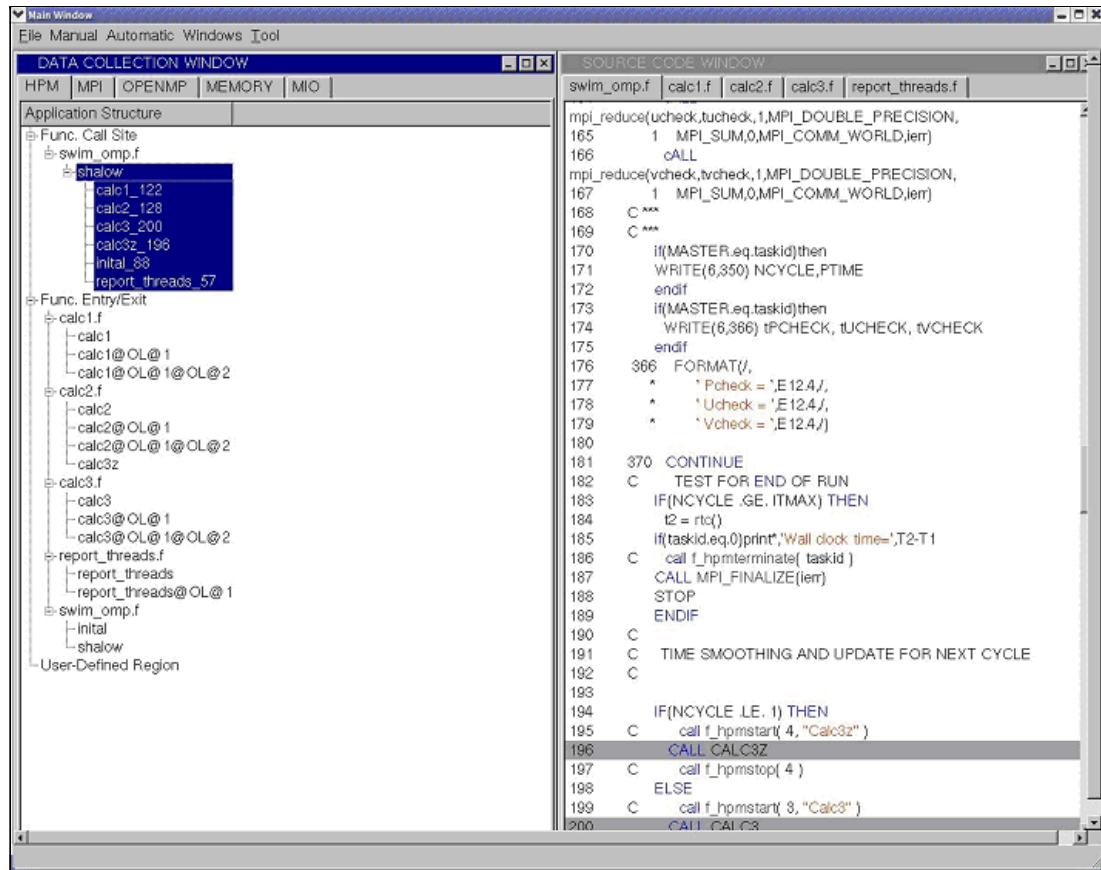 Main Window
File Manual Automatic Windows Tool
DATA COLLECTION WINDOW
HPM MPI OPENMP MEMORY MIO
Application Structure
Func. Call Site
swim_omp.f
shalow
calc1_122
calc2_128
calc3_200
calc3z_196
inital_88
report_threads_57
Func. Entry/Exit
calc1.f
calc1
calc1@OL@1
calc1@OL@1@OL@2
calc2.f
calc2
calc2@OL@1
calc2@OL@1@OL@2
calc3z
calc3.f
calc3
calc3@OL@1
calc3@OL@1@OL@2
report_threads.f
report_threads
report_threads@OL@1
swim_omp.f
inital
shalow
User-Defined Region
SOURCE CODE WINDOW
swim_omp.f calc1.f calc2.f calc3.f report_threads.f
mpi_reduce(ucheck,tucheck,1,MPI_DOUBLE_PRECISION,
165 1 MPI_SUM,0,MPI_COMM_WORLD,ierr)
166 cALL
mpi_reduce(vcheck,tvcheck,1,MPI_DOUBLE_PRECISION,
167 1 MPI_SUM,0,MPI_COMM_WORLD,ierr)
168 C ***
169 C ***
170 if(MASTER.eq.taskid)then
171 WRITE(6,350) NCYCLE,PTIME
172 endif
173 if(MASTER.eq.taskid)then
174 WRITE(6,366) tPCHECK, tUCHECK, tVCHECK
175 endif
176 366 FORMAT(/,
177 * ' Pcheck = ',E12.4,/,
178 * ' Ucheck = ',E12.4,/,
179 * ' Vcheck = ',E12.4,/)
180
181 370 CONTINUE
182 C TEST FOR END OF RUN
183 IF(NCYCLE .GE. ITMAX) THEN
184 t2 = rtc()
185 if(taskid.eq.0)print*,'Wall clock time=',T2-T1
186 C call f_hpmterminate( taskid )
187 CALL MPI_FINALIZE(ierr)
188 STOP
189 ENDIF
190 C
191 C TIME SMOOTHING AND UPDATE FOR NEXT CYCLE
192 C
193
194 IF(NCYCLE .LE. 1) THEN
195 C call f_hpmstart( 4, "Calc3z" )
196 CALL CALC3Z
197 C call f_hpmstop( 4 )
198 ELSE
199 C call f_hpmstart( 3, "Calc3" )
200 CALL CALC3